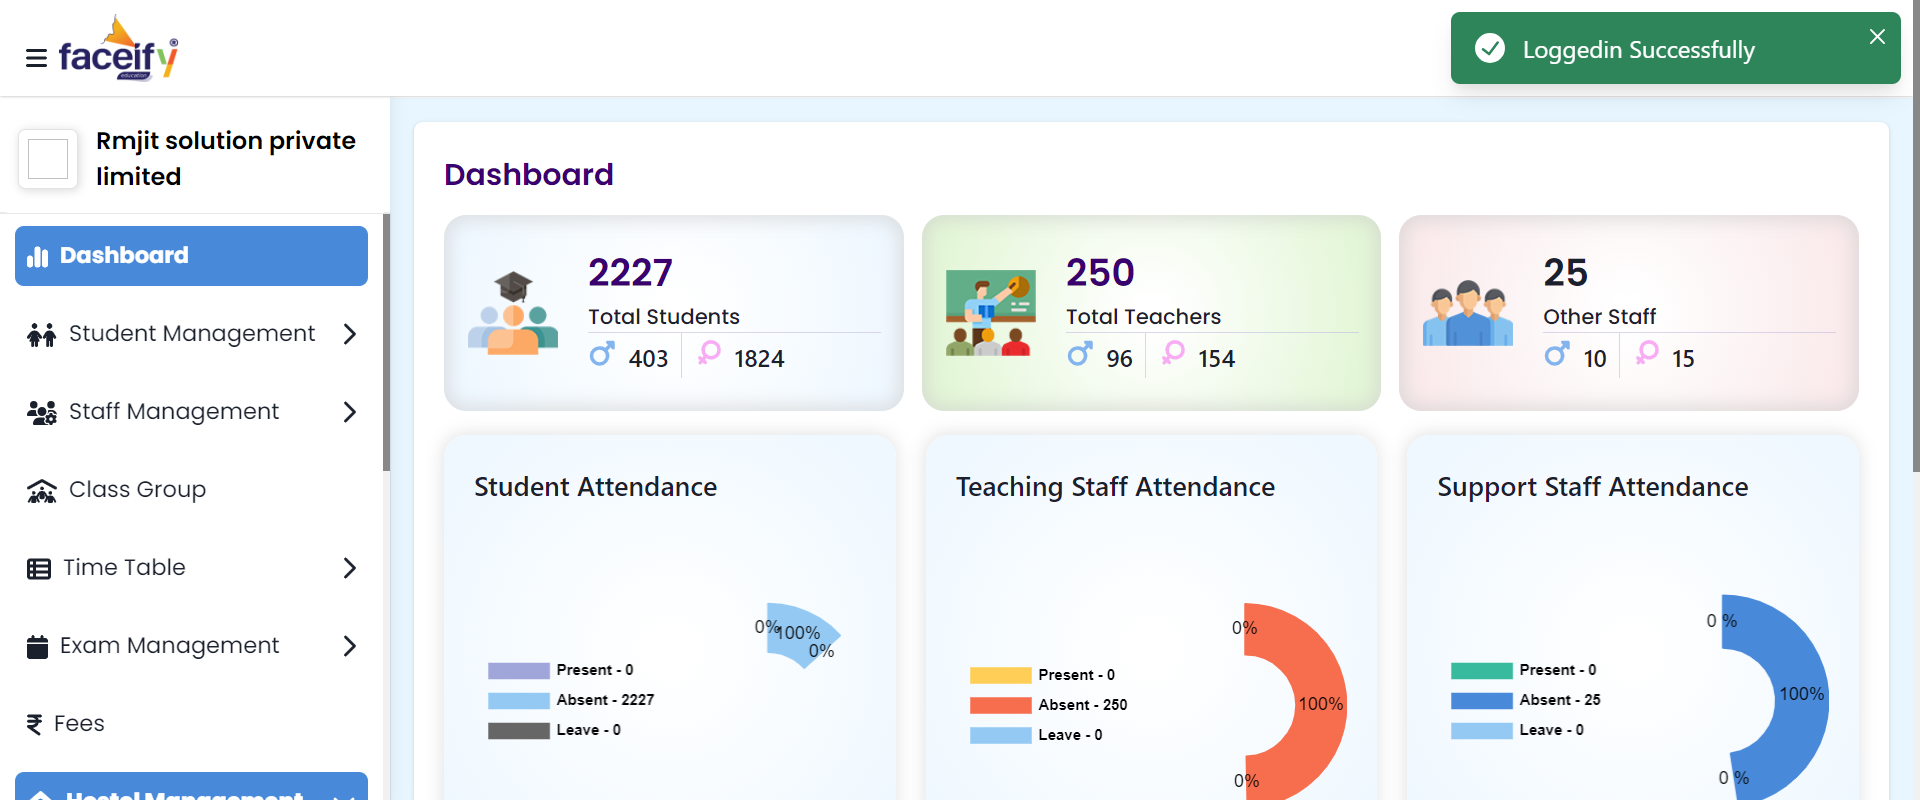 faceify
education
Loggedin Successfully
Rmjit solution private
limited
Dashboard
Student Management
Staff Management
Class Group
Time Table
Exam Management
Fees
Hostel Management
Dashboard
2227
Total Students
403
1824
250
Total Teachers
96
154
25
Other Staff
10
15
Student Attendance
0%
100%
0%
Present - 0
Absent - 2227
Leave - 0
Teaching Staff Attendance
0%
100%
0%
Present - 0
Absent - 250
Leave - 0
Support Staff Attendance
0 %
100%
0 %
Present - 0
Absent - 25
Leave - 0